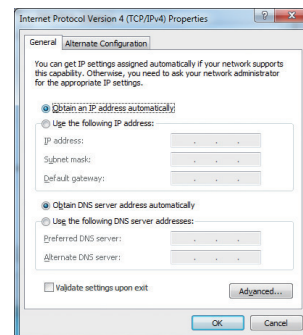 Internet Protocol Version 4 (TCP/IPv4) Properties
General
Alternate Configuration
You can get IP settings assigned automatically if your network supports
this capability. Otherwise, you need to ask your network administrator
for the appropriate IP settings.
Obtain an IP address automatically
Use the following IP address:
IP address:
Subnet mask:
Default gateway:
Obtain DNS server address automatically
Use the following DNS server addresses:
Preferred DNS server:
Alternate DNS server:
Validate settings upon exit
Advanced...
OK
Cancel